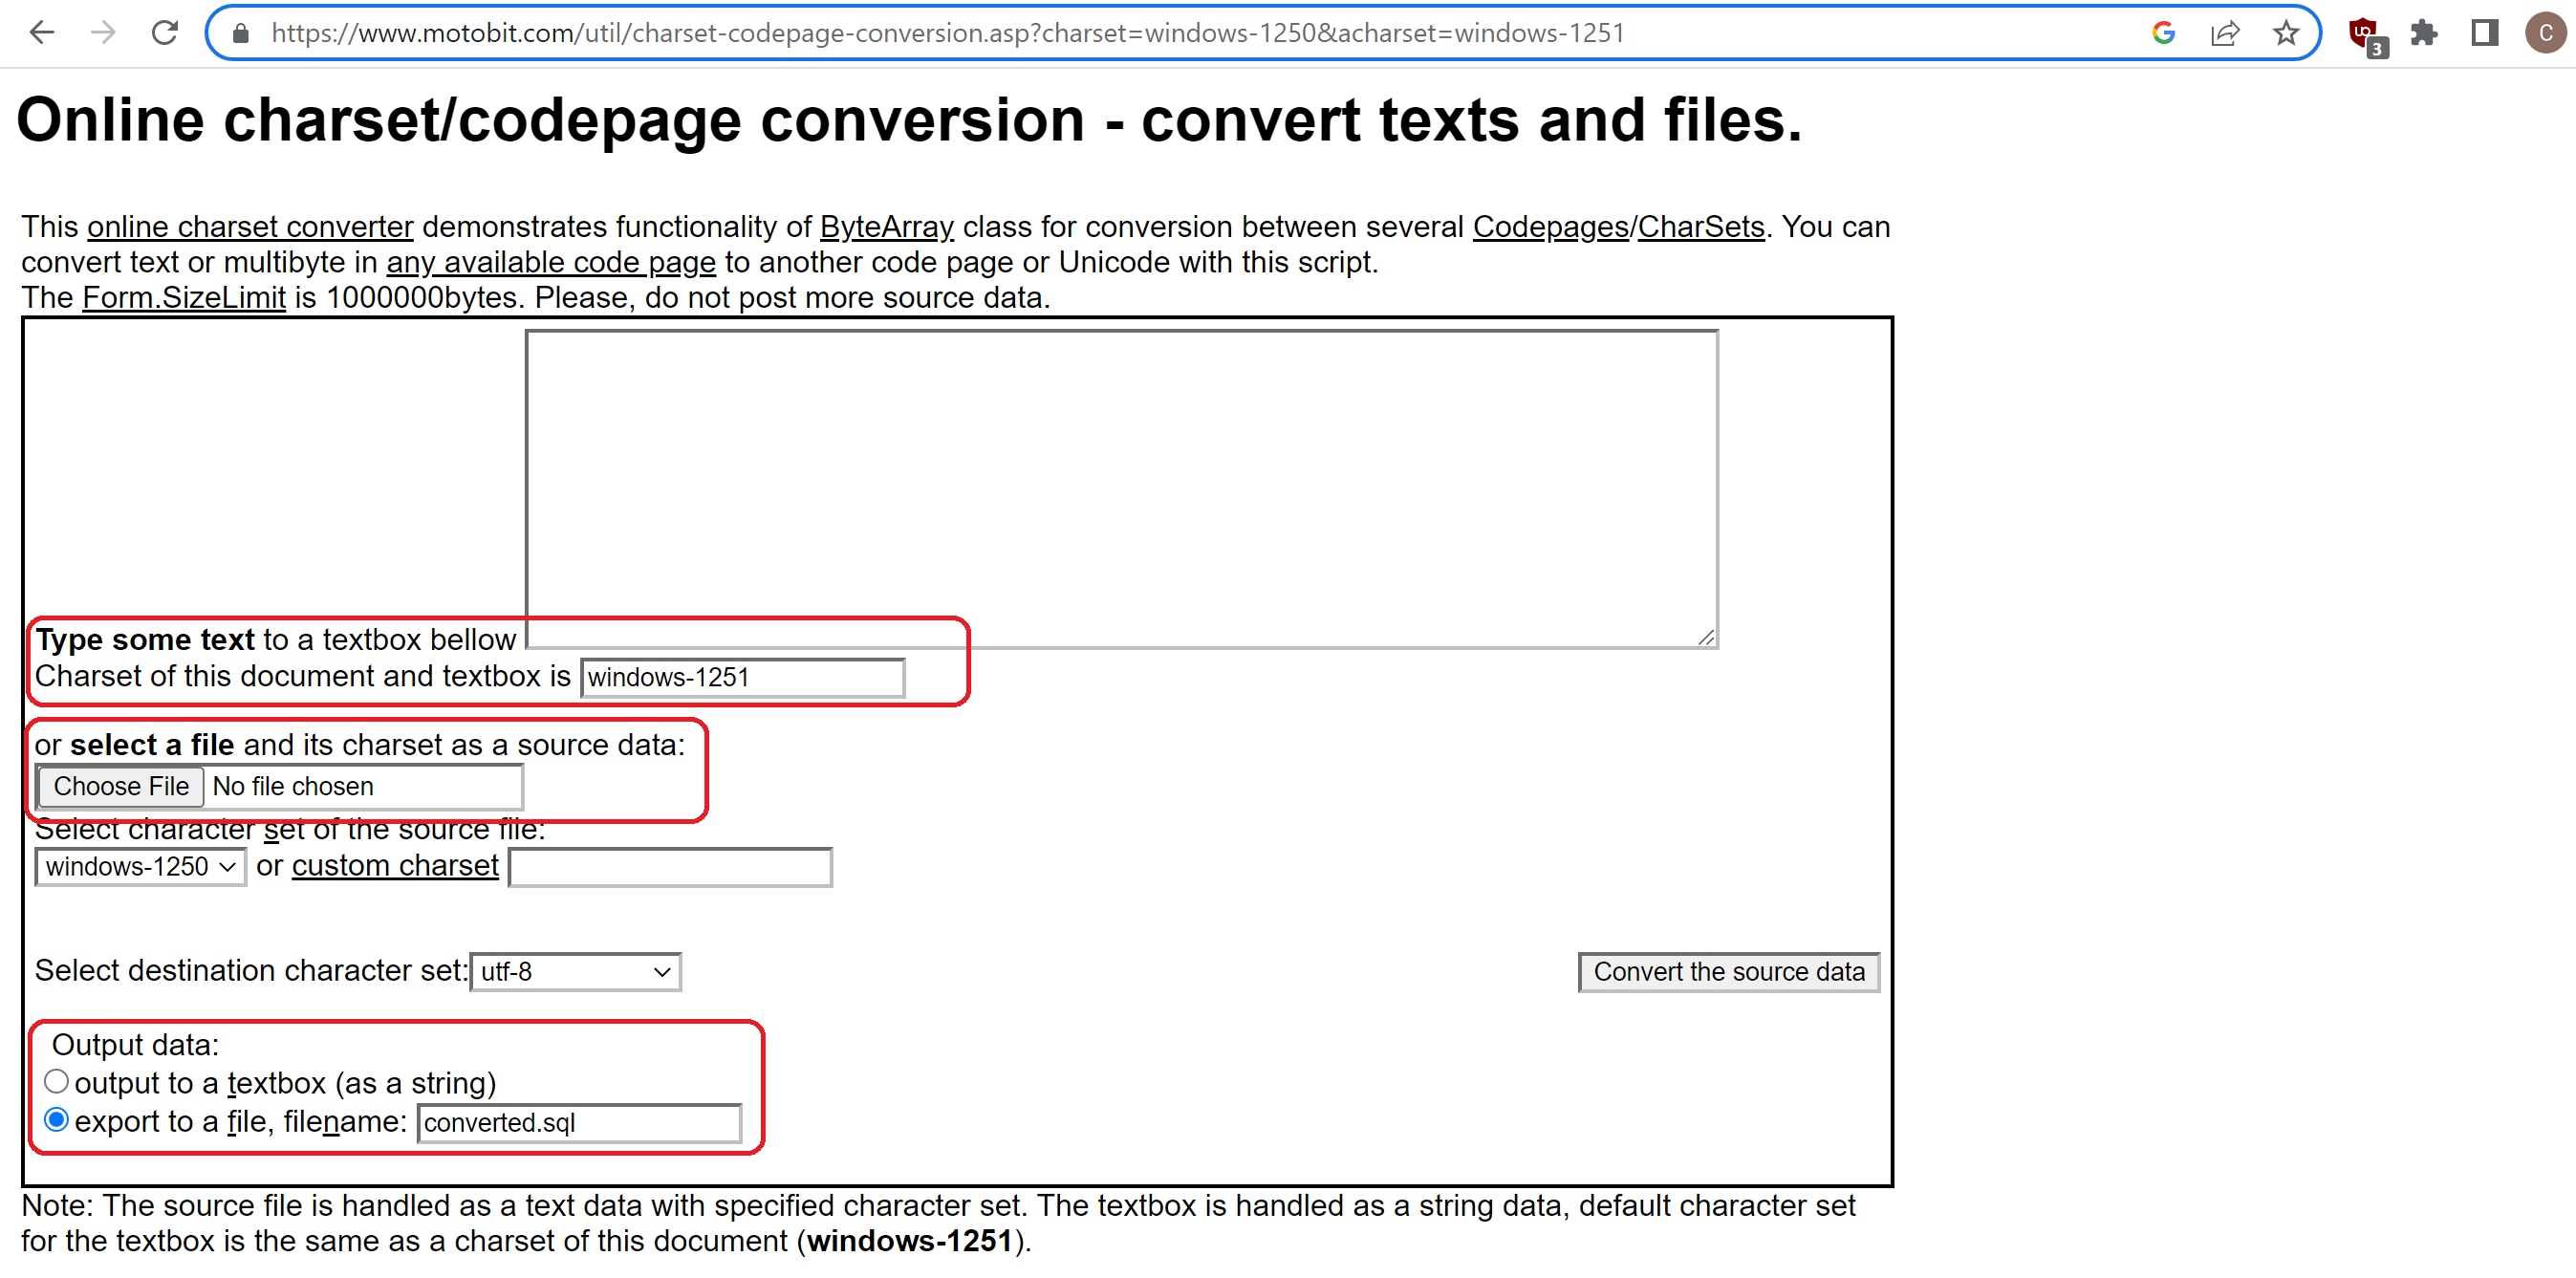 https://www.motobit.com/util/charset-codepage-conversion.asp?charset=windows-1250&acharset=windows-1251
3
C
Online charset/codepage conversion - convert texts and files.
This online charset converter demonstrates functionality of ByteArray class for conversion between several Codepages/CharSets. You can
convert text or multibyte in any available code page to another code page or Unicode with this script.
The Form.SizeLimit is 1000000bytes. Please, do not post more source data.
Type some text to a textbox bellow
Charset of this document and textbox is windows-1251
or select a file and its charset as a source data:
Choose File No file chosen
Select character set of the source file:
windows-1250 or custom charset
Select destination character set: utf-8 Convert the source data
Output data:
output to a textbox (as a string)
export to a file, filename: converted.sql
Note: The source file is handled as a text data with specified character set. The textbox is handled as a string data, default character set
for the textbox is the same as a charset of this document (windows-1251).